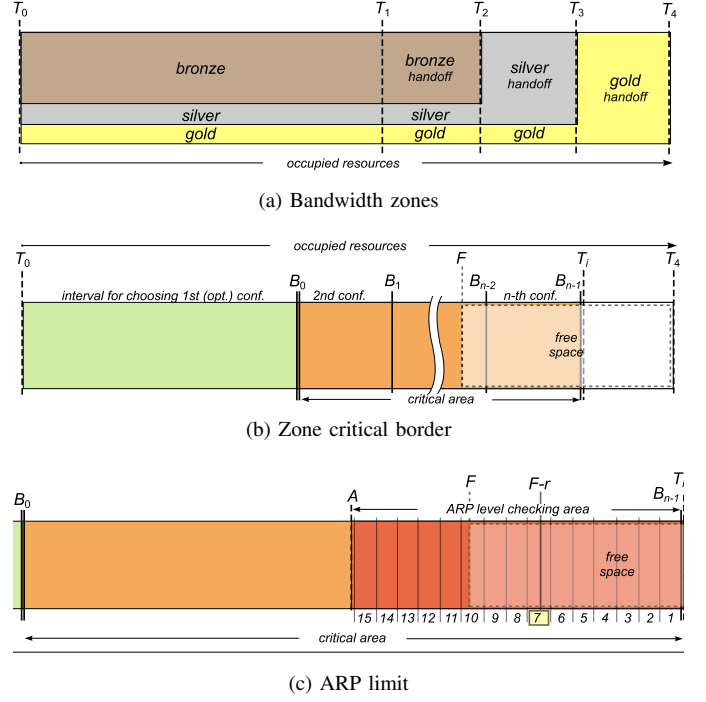 T0 T1 T2 T3 T4
bronze
bronze
handoff
silver
handoff
gold
handoff
silver silver
gold gold gold
occupied resources
(a) Bandwidth zones
occupied resources
T0 F Ti T4
B0 B1 Bn-2 Bn-1
interval for choosing 1st (opt.) conf. 2nd conf. n-th conf.
free
space
critical area
(b) Zone critical border
B0 A F F-r Ti
Bn-1
ARP level checking area
free
space
15 14 13 12 11 10 9 8 7 6 5 4 3 2 1
critical area
(c) ARP limit